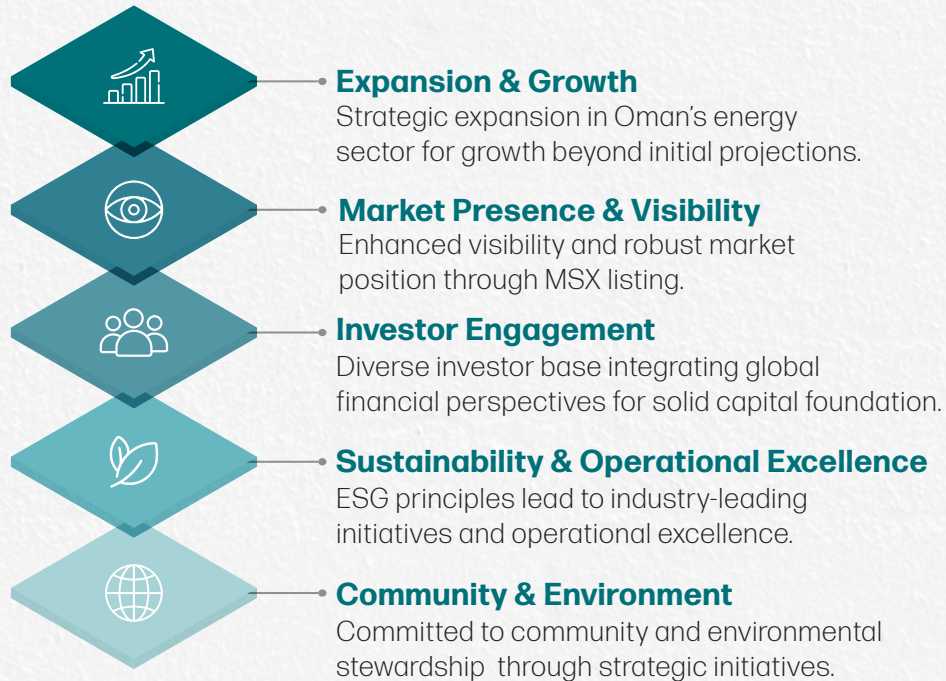 Expansion & Growth
Strategic expansion in Oman’s energy
sector for growth beyond initial projections.
Market Presence & Visibility
Enhanced visibility and robust market
position through MSX listing.
Investor Engagement
Diverse investor base integrating global
financial perspectives for solid capital foundation.
Sustainability & Operational Excellence
ESG principles lead to industry-leading
initiatives and operational excellence.
Community & Environment
Committed to community and environmental
stewardship  through strategic initiatives.